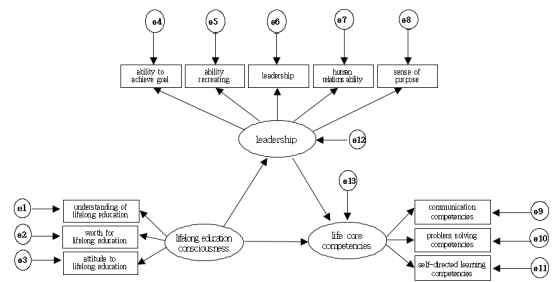 e4
e5
e6
e7
e8
ability to
achieve goal
ability
recreating
leadership
human
relations ability
sense of
purpose
leadership
e12
e13
e1
understanding of
lifelong education
e2
worth for
lifelong education
e3
attitude to
lifelong education
lifelong education
consciousness
life core
competencies
communication
competencies
e9
problem solving
competencies
e10
self-directed learning
competencies
e11